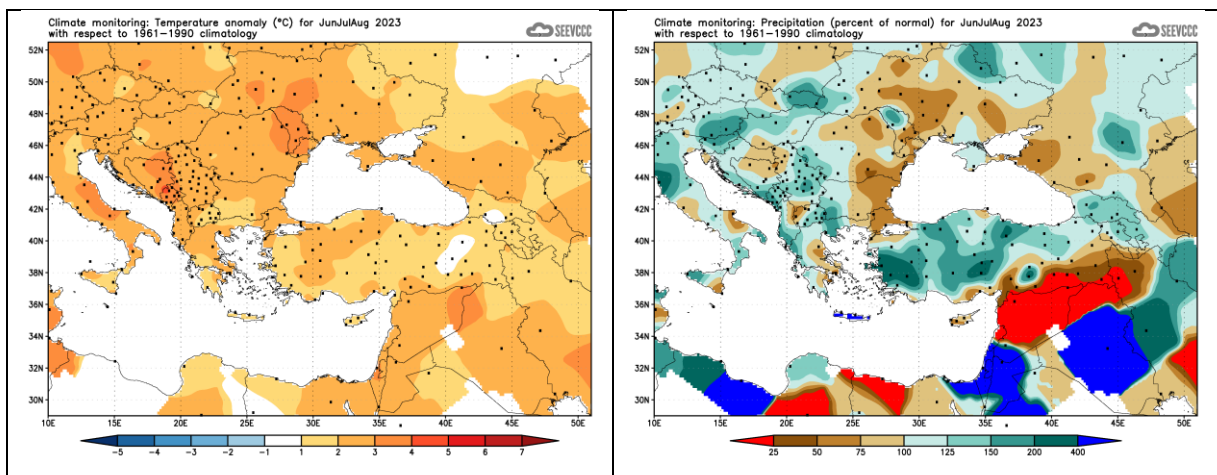 Climate monitoring: Temperature anomaly (°C) for JunJulAug 2023
with respect to 1961–1990 climatology
SEEVCCC
52N
50N
48N
46N
44N
42N
40N
38N
36N
34N
32N
30N
10E 15E 20E 25E 30E 35E 40E 45E 50E
-5 -4 -3 -2 -1 1 2 3 4 5 6 7
Climate monitoring: Precipitation (percent of normal) for JunJulAug 2023
with respect to 1961–1990 climatology
SEEVCCC
52N
50N
48N
46N
44N
42N
40N
38N
36N
34N
32N
30N
10E 15E 20E 25E 30E 35E 40E 45E 50E
25 50 75 100 125 150 200 400